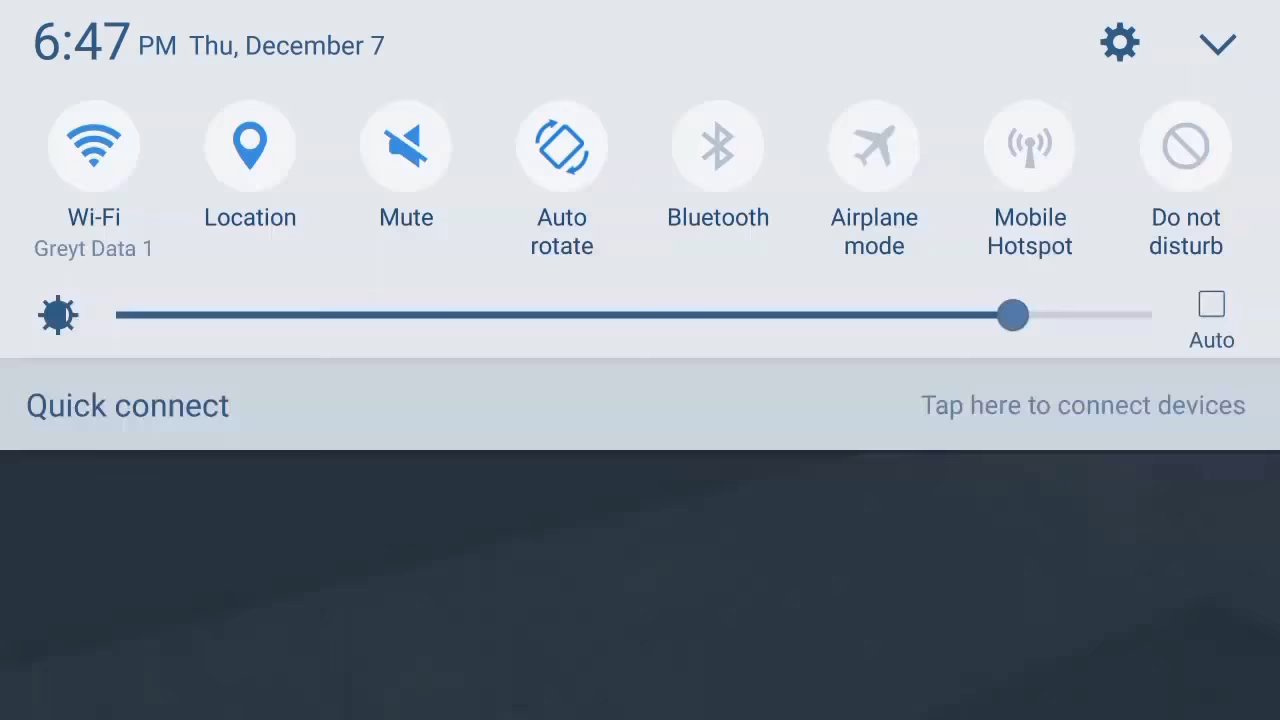 6:47 PM Thu, December 7
Wi-Fi
Greyt Data 1
Location
Mute
Auto
rotate
Bluetooth
Airplane
mode
Mobile
Hotspot
Do not
disturb
Auto
Quick connect
Tap here to connect devices